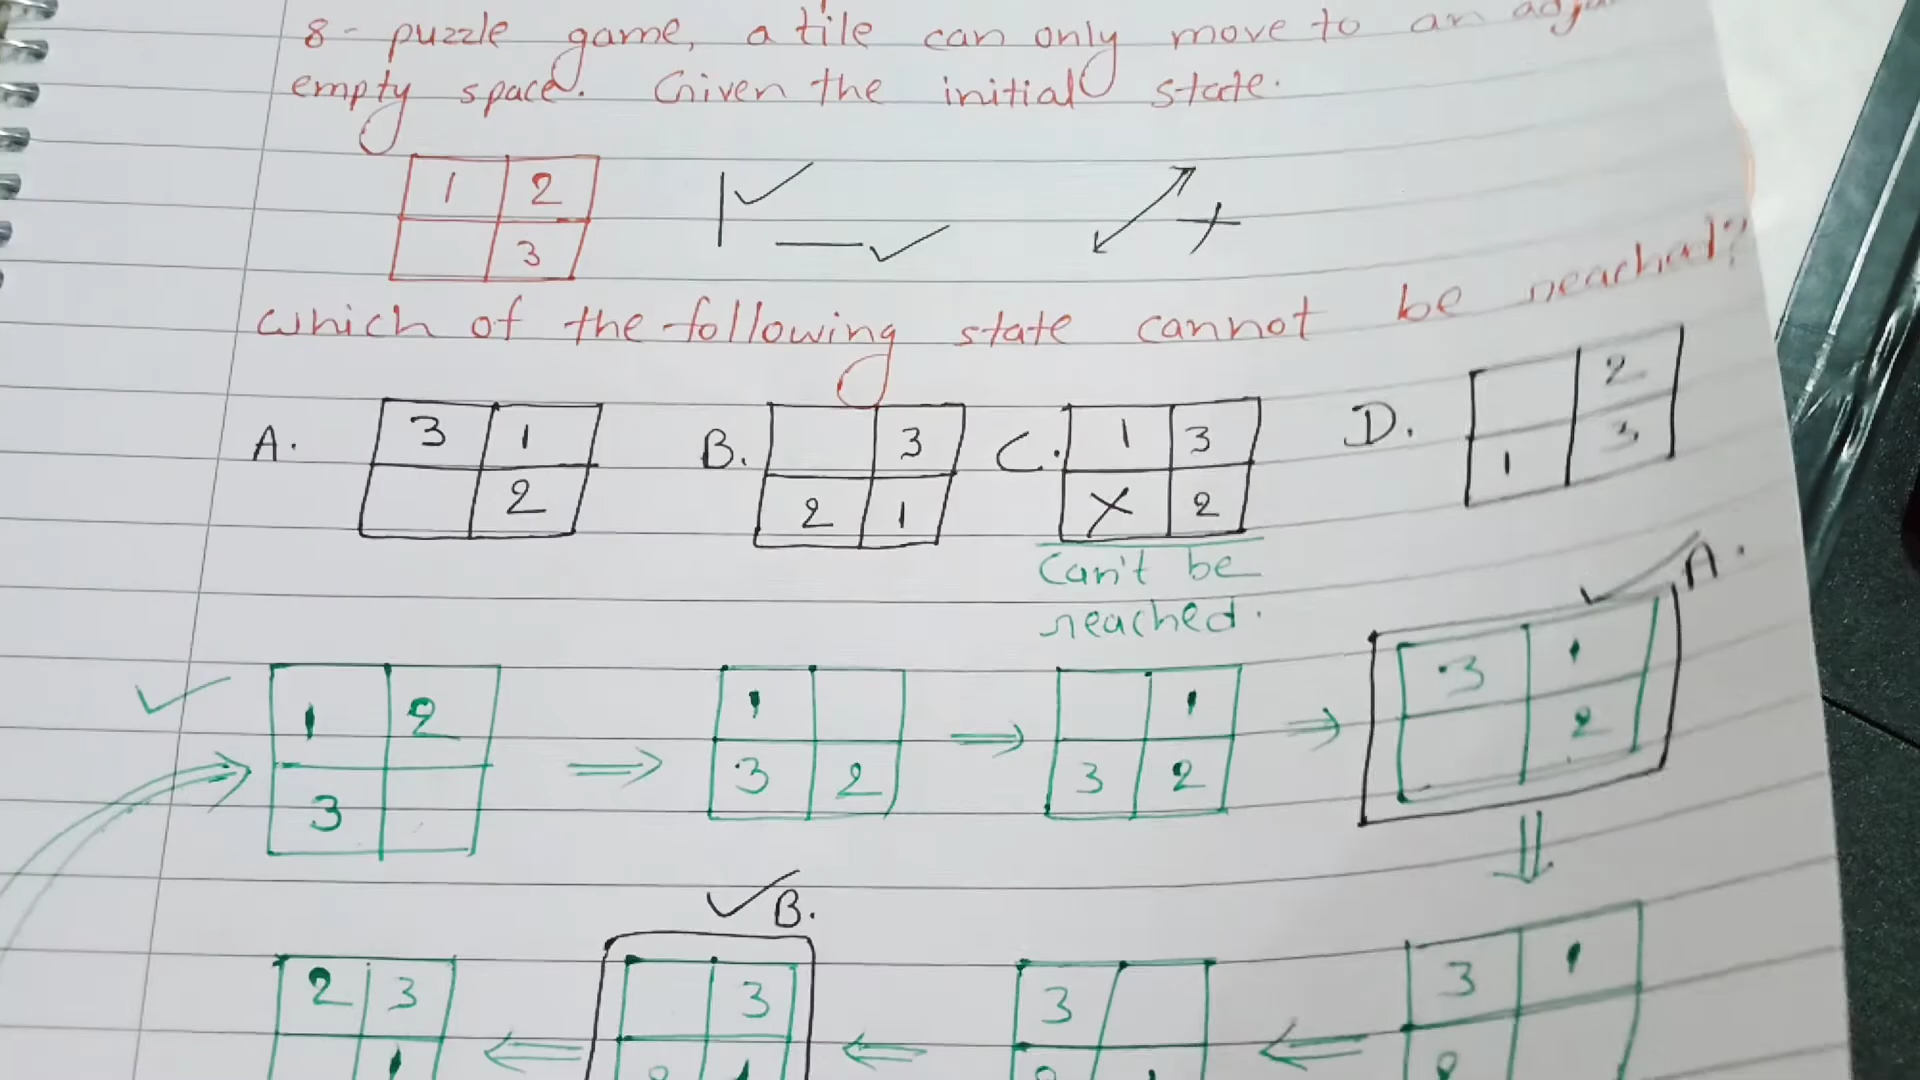 8 - puzzle game, a tile can only move to an
empty space. Given the initial state.
1 2
3
which of the following state cannot be reached?
A. 3 1 B. 3 C. 1 3 D. 2
2 2 1 X 2 1 3
Can't be
reached.
A.
1 2 1 1 3 1
3 3 2 3 2 2
B.
2 3 3 3 3 1
1